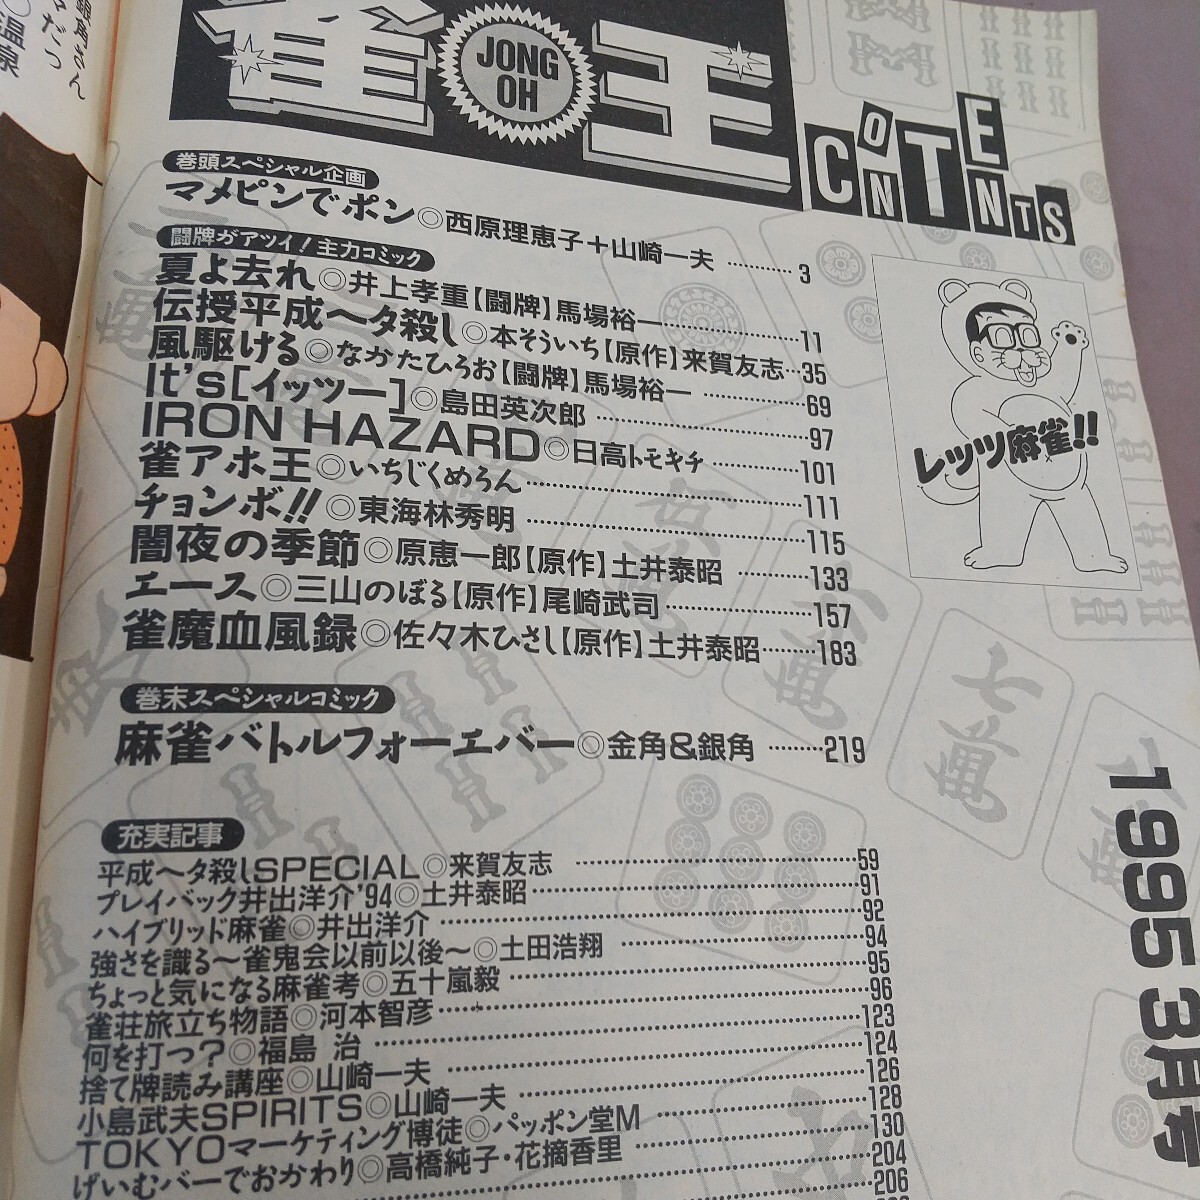 銀角さん
々だっ
○温泉
雀王
JONG OH
CONTENTS
巻頭スペシャル企画
マメピンでポン◎西原理恵子＋山崎一夫 ………3
闘牌がアツイ！主力コミック
夏よ去れ◎井上孝重【闘牌】馬場裕一………11
伝授平成ヘタ殺し◎本そういち【原作】来賀友志…35
風駆ける◎なかたひろお【闘牌】馬場裕一………69
It's[イッツー]◎島田英次郎………97
IRON HAZARD◎日高トモキチ………101
雀アホ王◎いちじくめろん………111
チョンボ!!◎東海林秀明………115
闇夜の季節◎原恵一郎【原作】土井泰昭………133
エース◎三山のぼる【原作】尾崎武司………157
雀魔血風録◎佐々木ひさし【原作】土井泰昭………183
巻末スペシャルコミック
麻雀バトルフォーエバー◎金角&銀角………219
レッツ麻雀!!
1995 3月号
充実記事
平成ヘタ殺しSPECIAL◎来賀友志………59
プレイバック井出洋介'94◎土井泰昭………91
ハイブリッド麻雀◎井出洋介………92
強さを識る～雀鬼会以前以後～◎土田浩翔………94
ちょっと気になる麻雀考◎五十嵐毅………95
雀荘旅立ち物語◎河本智彦………96
何を打つ？◎福島 治………123
捨て牌読み講座◎山崎一夫………124
小島武夫SPIRITS◎山崎一夫………126
TOKYOマーケティング博徒◎パッポン堂M………128
げいむバーでおかわり◎高橋純子・花摘香里………130
204
206